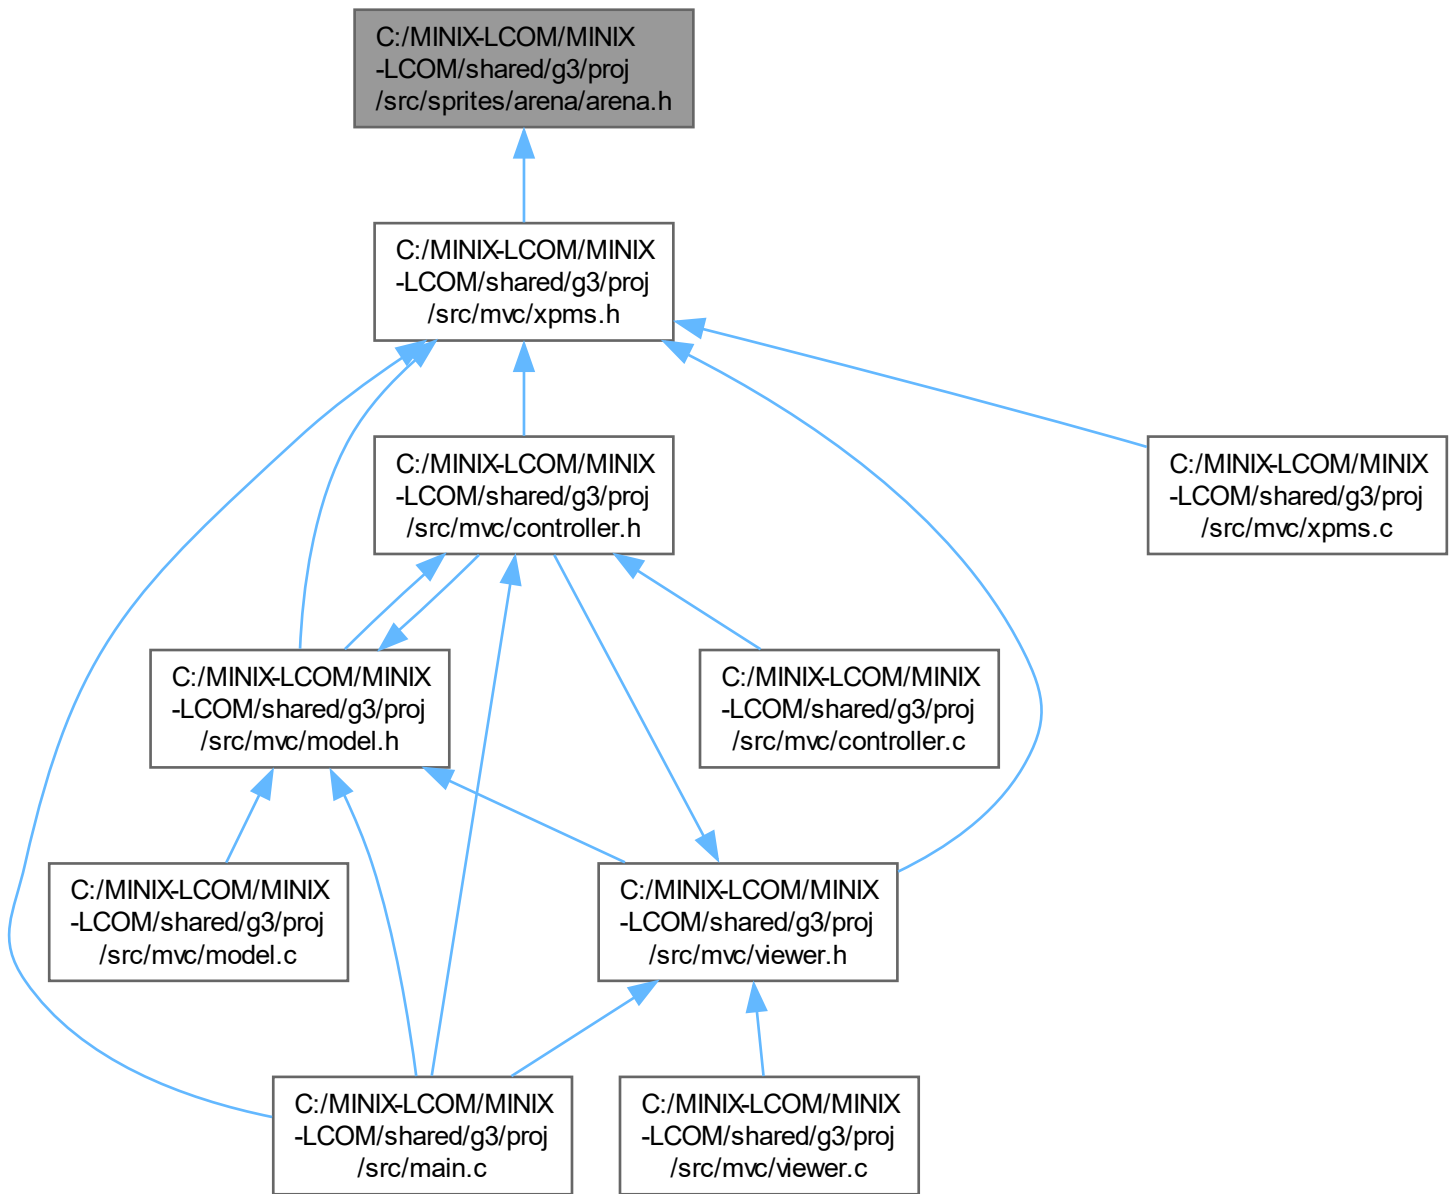 C:/MINIX-LCOM/MINIX
-LCOM/shared/g3/proj
/src/sprites/arena/arena.h
C:/MINIX-LCOM/MINIX
-LCOM/shared/g3/proj
/src/mvc/xpms.h
C:/MINIX-LCOM/MINIX
-LCOM/shared/g3/proj
/src/mvc/controller.h
C:/MINIX-LCOM/MINIX
-LCOM/shared/g3/proj
/src/mvc/xpms.c
C:/MINIX-LCOM/MINIX
-LCOM/shared/g3/proj
/src/mvc/model.h
C:/MINIX-LCOM/MINIX
-LCOM/shared/g3/proj
/src/mvc/controller.c
C:/MINIX-LCOM/MINIX
-LCOM/shared/g3/proj
/src/mvc/model.c
C:/MINIX-LCOM/MINIX
-LCOM/shared/g3/proj
/src/mvc/viewer.h
C:/MINIX-LCOM/MINIX
-LCOM/shared/g3/proj
/src/main.c
C:/MINIX-LCOM/MINIX
-LCOM/shared/g3/proj
/src/mvc/viewer.c